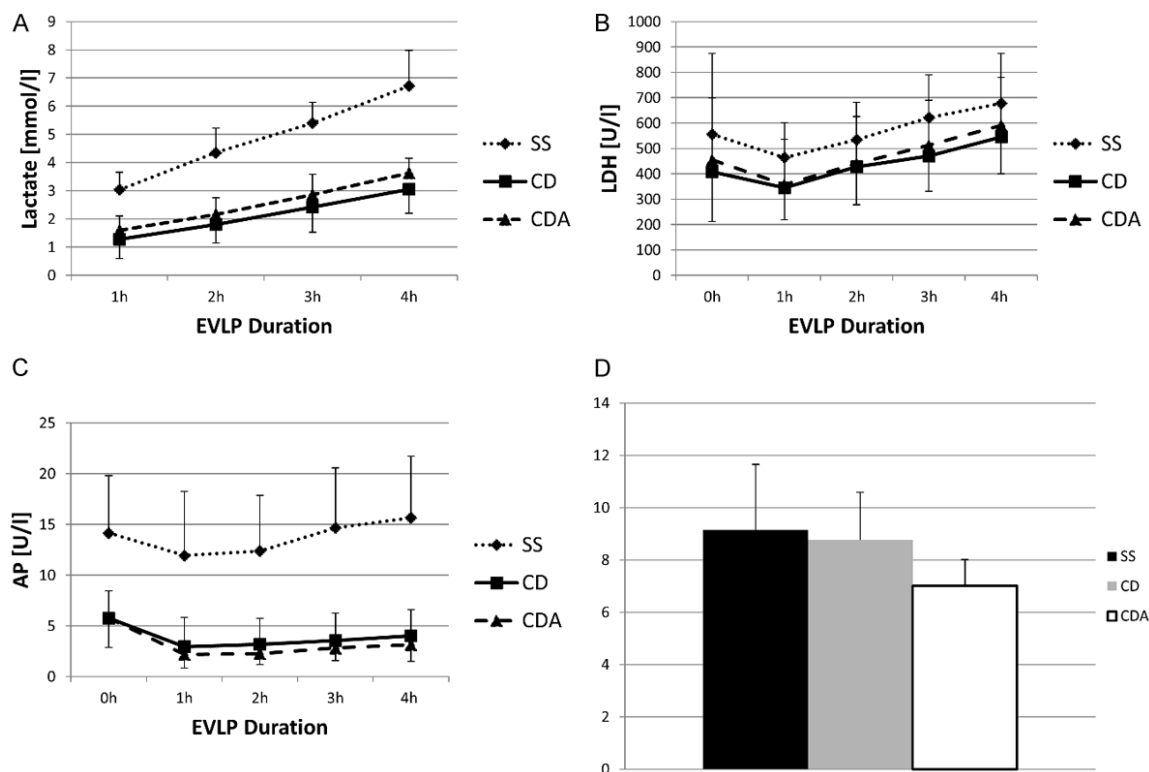 A
Lactate [mmol/l]
9
8
7
6
5
4
3
2
1
0
1h 2h 3h 4h
EVLP Duration
SS
CD
CDA
B
LDH [U/l]
1000
900
800
700
600
500
400
300
200
100
0
0h 1h 2h 3h 4h
EVLP Duration
SS
CD
CDA
C
AP [U/l]
25
20
15
10
5
0
0h 1h 2h 3h 4h
EVLP Duration
SS
CD
CDA
D
14
12
10
8
6
4
2
0
SS
CD
CDA